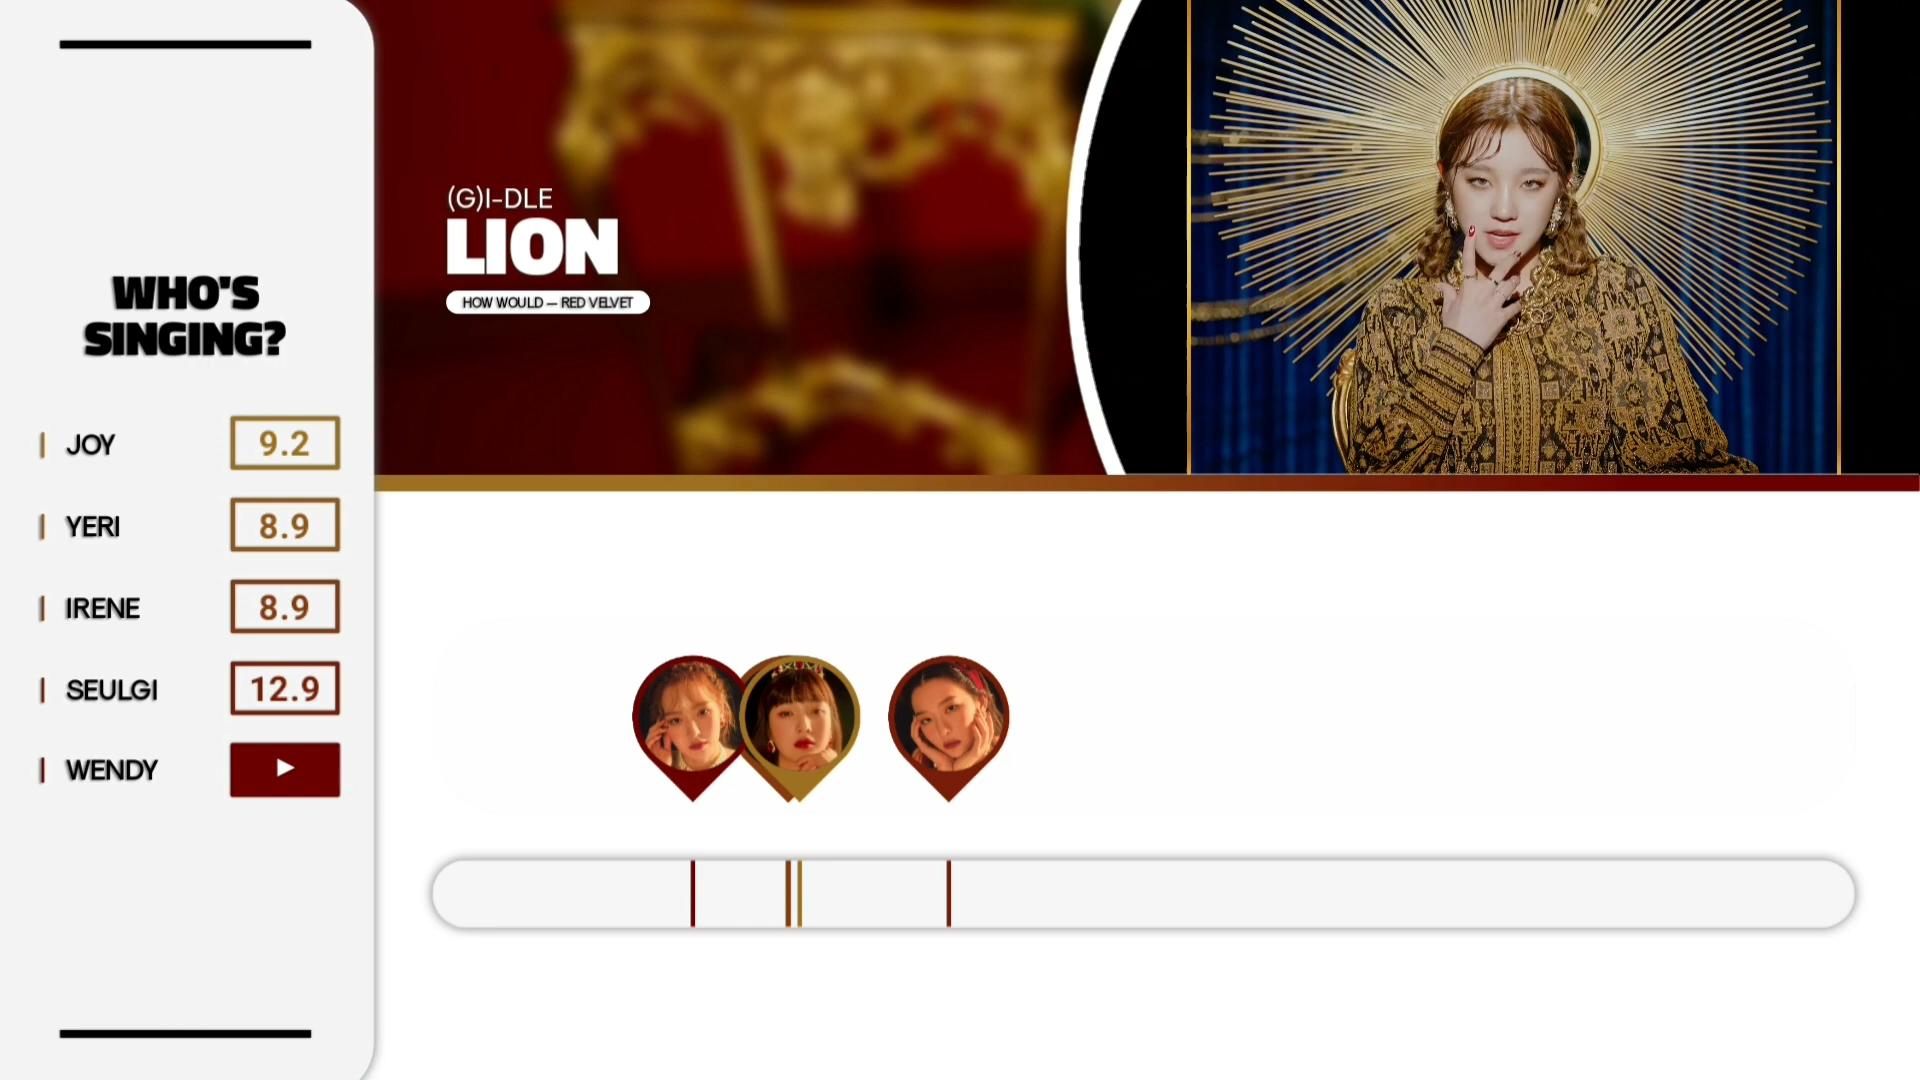 WHO'S
SINGING?
JOY 9.2
YERI 8.9
IRENE 8.9
SEULGI 12.9
WENDY
(G)I-DLE
LION
HOW WOULD — RED VELVET